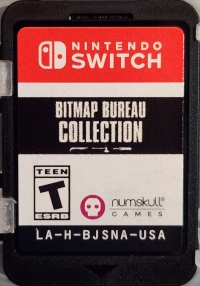 NINTENDO
SWITCH
BITMAP BUREAU
COLLECTION
TEEN
T
ESRB
numskull®
GAMES
LA-H-BJSNA-USA